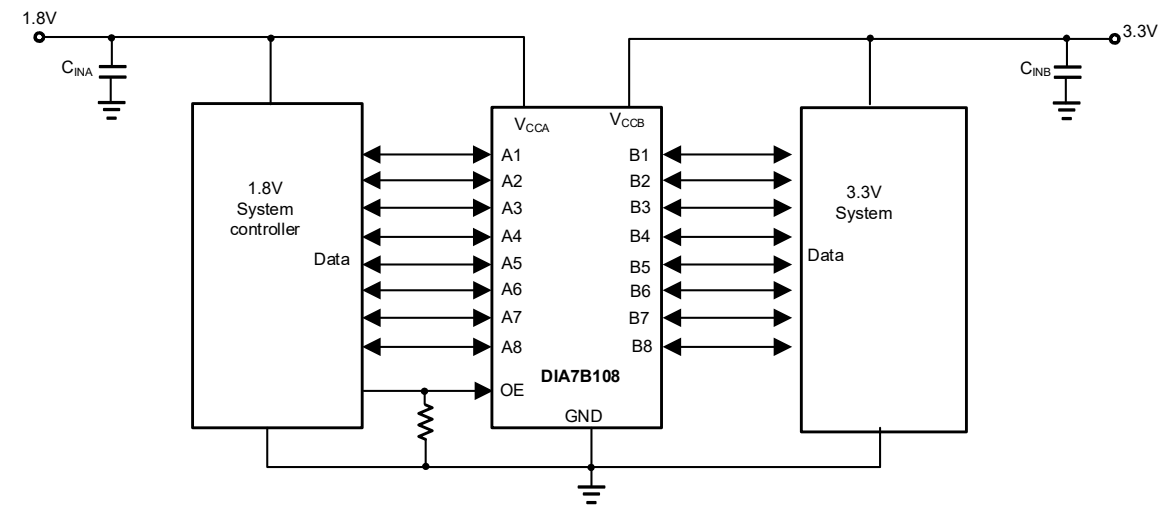 1.8V
3.3V
CINA
CINB
VCCA
VCCB
A1
B1
A2
B2
A3
B3
A4
B4
A5
B5
A6
B6
A7
B7
A8
B8
1.8V
System
controller
Data
3.3V
System
Data
DIA7B108
OE
GND